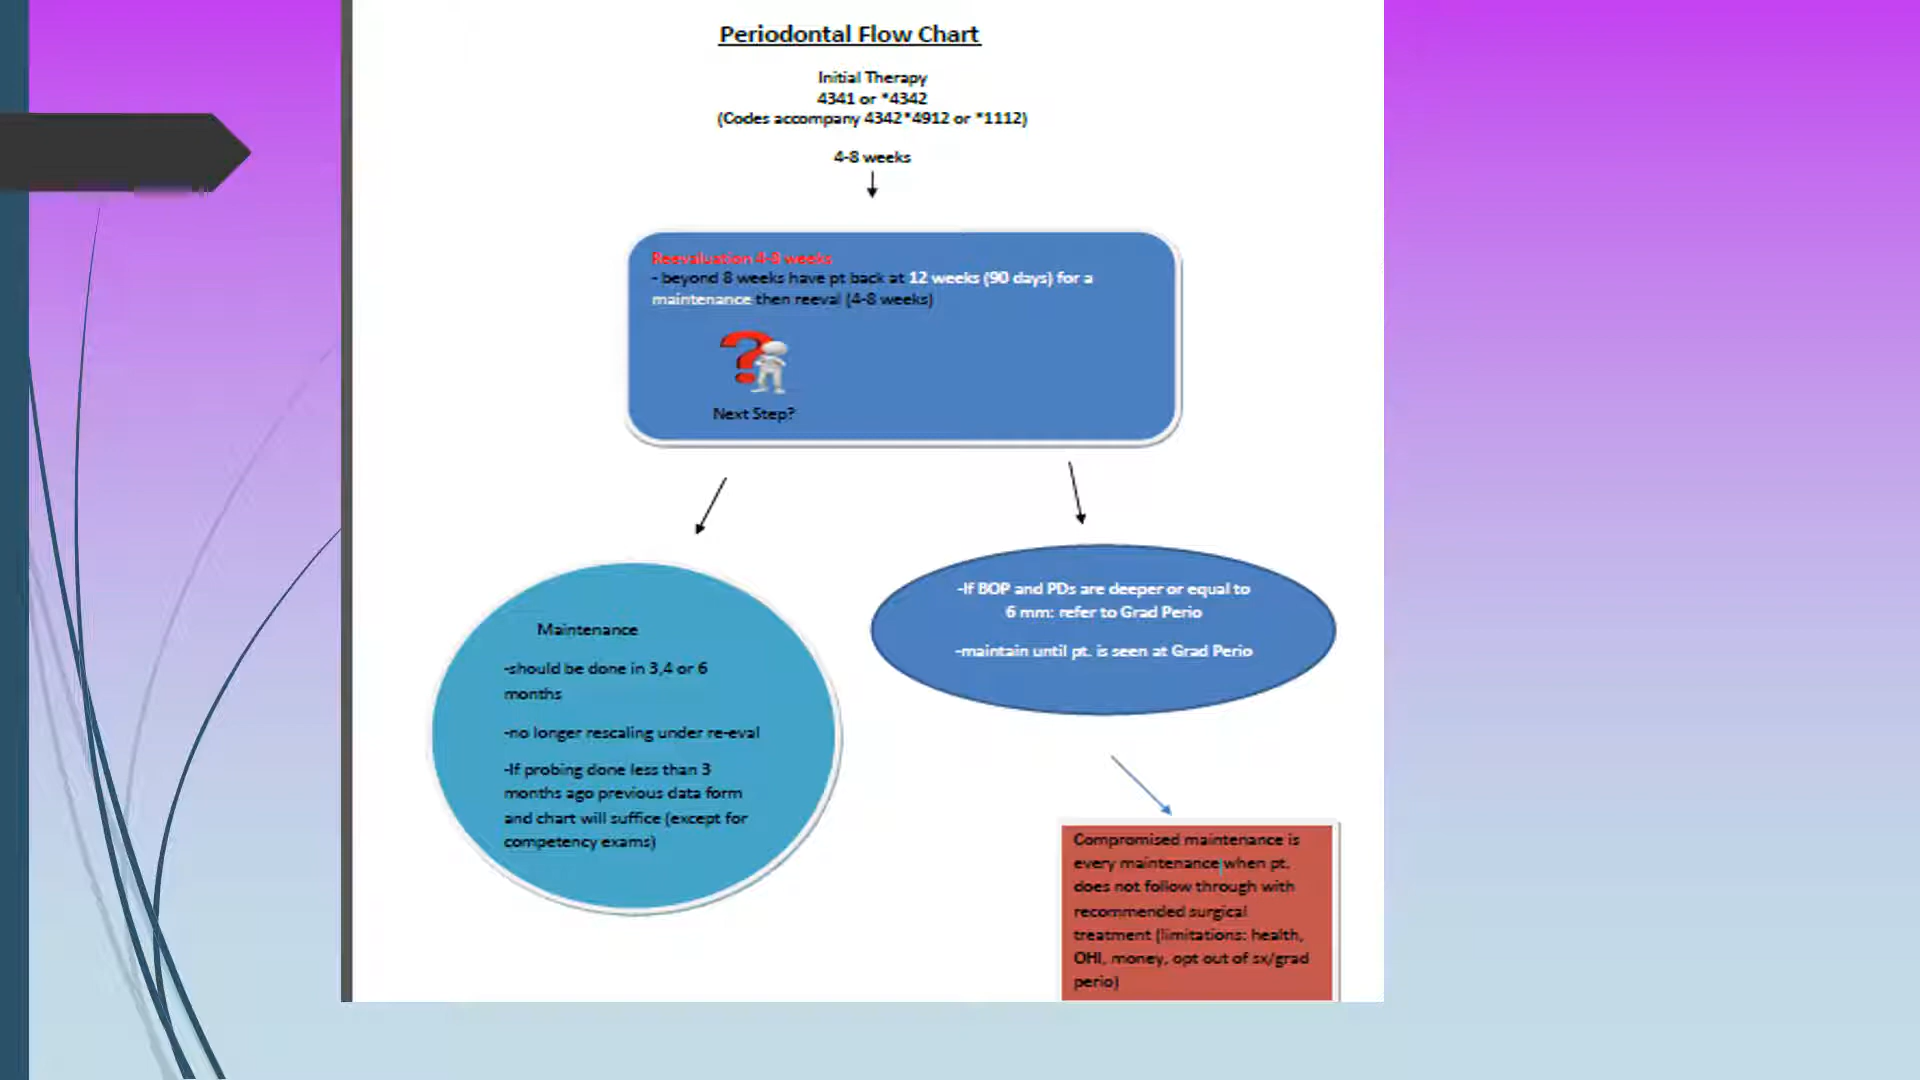 Periodontal Flow Chart
Initial Therapy
4341 or *4342
(Codes accompany 4342*4912 or *1112)
4-8 weeks
Reevaluation 4-8 weeks
- beyond 8 weeks have pt back at 12 weeks (90 days) for a
maintenance then reeval (4-8 weeks)
Next Step?
Maintenance
-should be done in 3,4 or 6
months
-no longer rescaling under re-eval
-If probing done less than 3
months ago previous data form
and chart will suffice (except for
competency exams)
-If BOP and PDs are deeper or equal to
6 mm: refer to Grad Perio
-maintain until pt. is seen at Grad Perio
Compromised maintenance is
every maintenance when pt.
does not follow through with
recommended surgical
treatment (limitations: health,
OHI, money, opt out of sx/grad
perio)